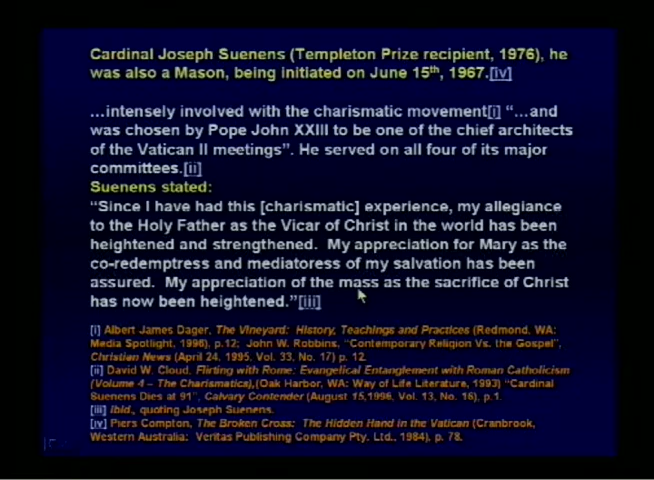 Cardinal Joseph Suenens (Templeton Prize recipient, 1976), he
was also a Mason, being initiated on June 15th, 1967.[iv]
…intensely involved with the charismatic movement[i] “…and
was chosen by Pope John XXIII to be one of the chief architects
of the Vatican II meetings”. He served on all four of its major
committees.[ii]
Suenens stated:
“Since I have had this [charismatic] experience, my allegiance
to the Holy Father as the Vicar of Christ in the world has been
heightened and strengthened. My appreciation for Mary as the
co-redemptress and mediatoress of my salvation has been
assured. My appreciation of the mass as the sacrifice of Christ
has now been heightened.”[iii]
[i] Albert James Dager, The Vineyard: History, Teachings and Practices (Redmond, WA:
Media Spotlight, 1996), p.12; John W. Robbins, “Contemporary Religion Vs. the Gospel”,
Christian News (April 24, 1995, Vol. 33, No. 17) p. 12.
[ii] David W. Cloud, Flirting with Rome: Evangelical Entanglement with Roman Catholicism
(Volume 4 – The Charismatics),(Oak Harbor, WA: Way of Life Literature, 1993) “Cardinal
Suenens Dies at 91”, Calvary Contender (August 15,1996, Vol. 13, No. 16), p.1.
[iii] Ibid., quoting Joseph Suenens.
[iv] Piers Compton, The Broken Cross: The Hidden Hand in the Vatican (Cranbrook,
Western Australia: Veritas Publishing Company Pty. Ltd., 1984), p. 78.